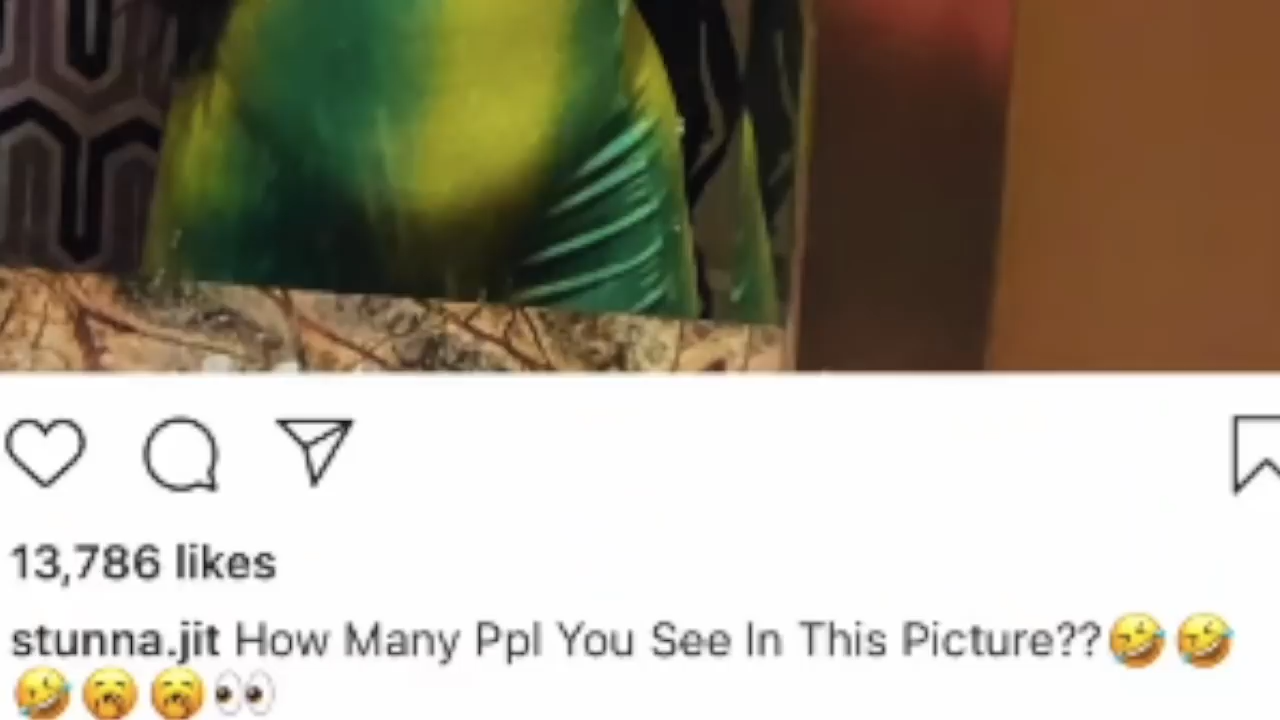 13,786 likes
stunna.jit How Many Ppl You See In This Picture??🤣🤣
🤣🥱🥱👀